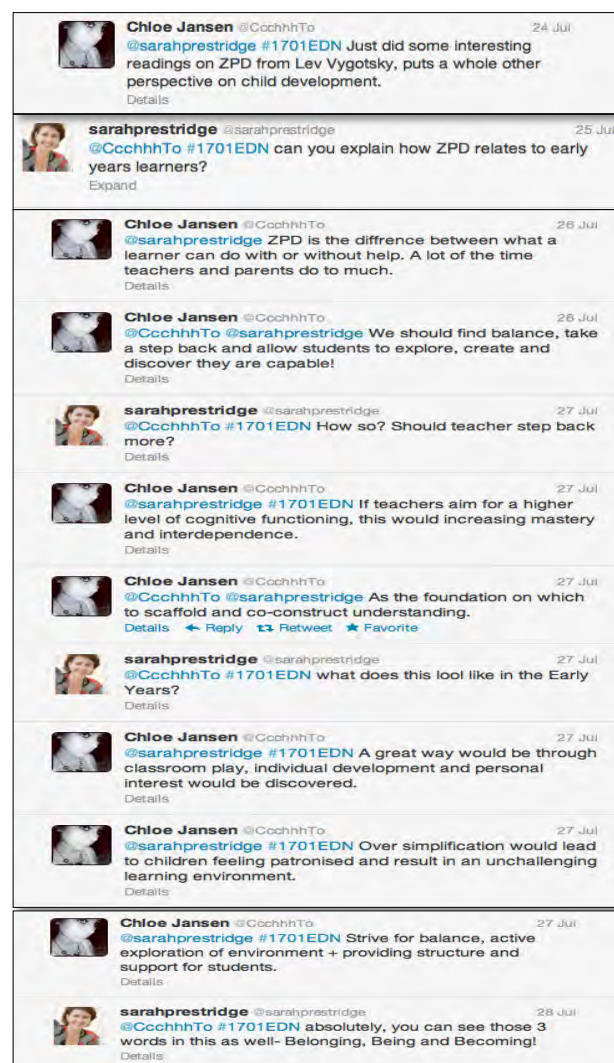 Chloe Jansen @CcchhhTo 24 Jul
@sarahprestridge #1701EDN Just did some interesting
readings on ZPD from Lev Vygotsky, puts a whole other
perspective on child development.
Details
sarahprestridge @sarahprestridge 25 Jul
@CcchhhTo #1701EDN can you explain how ZPD relates to early
years learners?
Expand
Chloe Jansen @CcchhhTo 26 Jul
@sarahprestridge ZPD is the diffrence between what a
learner can do with or without help. A lot of the time
teachers and parents do to much.
Details
Chloe Jansen @CcchhhTo 26 Jul
@CcchhhTo @sarahprestridge We should find balance, take
a step back and allow students to explore, create and
discover they are capable!
Details
sarahprestridge @sarahprestridge 27 Jul
@CcchhhTo #1701EDN How so? Should teacher step back
more?
Details
Chloe Jansen @CcchhhTo 27 Jul
@sarahprestridge #1701EDN If teachers aim for a higher
level of cognitive functioning, this would increasing mastery
and interdependence.
Details
Chloe Jansen @CcchhhTo 27 Jul
@CcchhhTo @sarahprestridge As the foundation on which
to scaffold and co-construct understanding.
Details Reply Retweet Favorite
sarahprestridge @sarahprestridge 27 Jul
@CcchhhTo #1701EDN what does this lool like in the Early
Years?
Details
Chloe Jansen @CcchhhTo 27 Jul
@sarahprestridge #1701EDN A great way would be through
classroom play, individual development and personal
interest would be discovered.
Details
Chloe Jansen @CcchhhTo 27 Jul
@sarahprestridge #1701EDN Over simplification would lead
to children feeling patronised and result in an unchallenging
learning environment.
Details
Chloe Jansen @CcchhhTo 27 Jul
@sarahprestridge #1701EDN Strive for balance, active
exploration of environment + providing structure and
support for students.
Details
sarahprestridge @sarahprestridge 28 Jul
@CcchhhTo #1701EDN absolutely, you can see those 3
words in this as well- Belonging, Being and Becoming!
Details